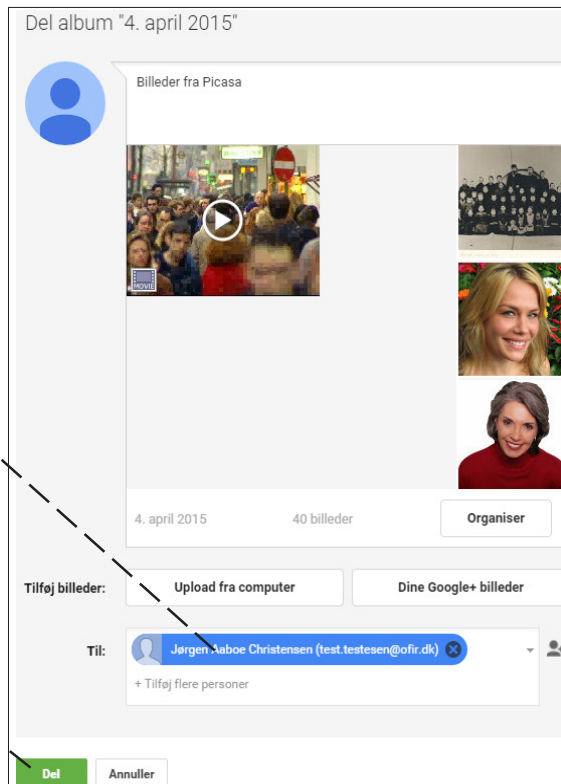 Del album "4. april 2015"
Billeder fra Picasa
MOVIE
4. april 2015 40 billeder Organiser
Tilføj billeder: Upload fra computer Dine Google+ billeder
Til: Jørgen Aaboe Christensen (test.testesen@ofir.dk)
+ Tilføj flere personer
Del Annuller